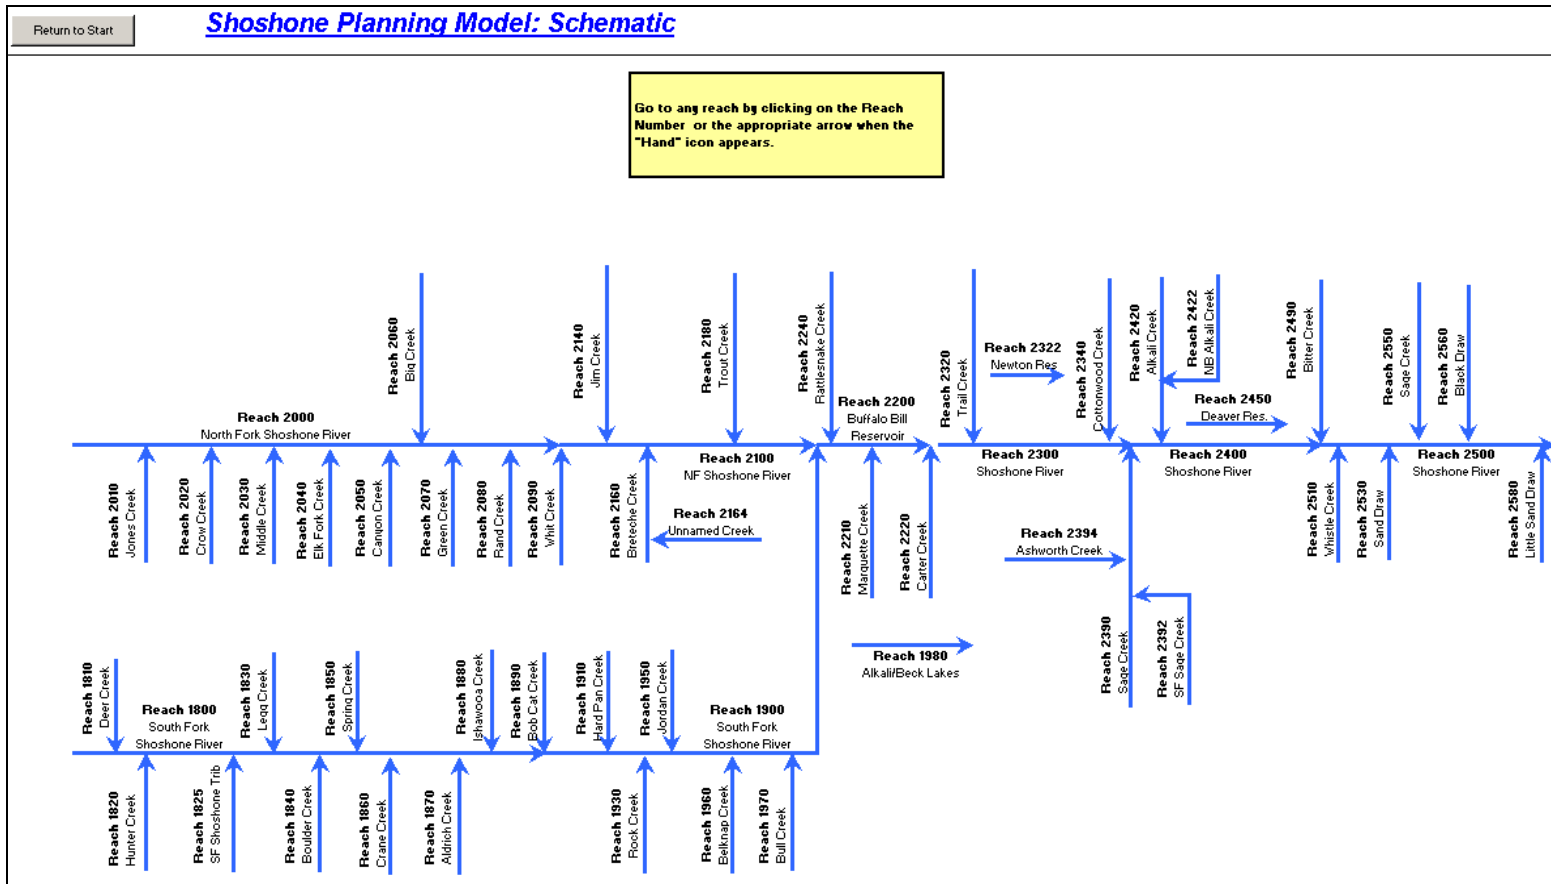 Return to Start
Shoshone Planning Model: Schematic
Go to any reach by clicking on the Reach
Number or the appropriate arrow when the
"Hand" icon appears.
Reach 2060
Big Creek
Reach 2140
Jim Creek
Reach 2180
Trout Creek
Reach 2240
Rattlesnake Creek
Reach 2320
Trail Creek
Reach 2322
Newton Res
Reach 2340
Cottonwood Creek
Reach 2420
Alkali Creek
Reach 2422
NB Alkali Creek
Reach 2450
Deaver Res.
Reach 2490
Bitter Creek
Reach 2550
Sage Creek
Reach 2560
Black Draw
Reach 2000
North Fork Shoshone River
Reach 2100
NF Shoshone River
Reach 2200
Buffalo Bill
Reservoir
Reach 2300
Shoshone River
Reach 2400
Shoshone River
Reach 2500
Shoshone River
Reach 2010
Jones Creek
Reach 2020
Crow Creek
Reach 2030
Middle Creek
Reach 2040
Elk Fork Creek
Reach 2050
Canyon Creek
Reach 2070
Green Creek
Reach 2080
Rand Creek
Reach 2090
Whit Creek
Reach 2160
Breteche Creek
Reach 2164
Unnamed Creek
Reach 2210
Marquette Creek
Reach 2220
Carter Creek
Reach 2394
Ashworth Creek
Reach 2390
Sage Creek
Reach 2392
SF Sage Creek
Reach 2510
Whistle Creek
Reach 2530
Sand Draw
Reach 2580
Little Sand Draw
Reach 1980
Alkali/Beck Lakes
Reach 1810
Deer Creek
Reach 1800
South Fork
Shoshone River
Reach 1830
Legg Creek
Reach 1850
Spring Creek
Reach 1880
Ishawooa Creek
Reach 1890
Bob Cat Creek
Reach 1910
Hard Pan Creek
Reach 1950
Jordan Creek
Reach 1900
South Fork
Shoshone River
Reach 1820
Hunter Creek
Reach 1825
SF Shoshone Trib
Reach 1840
Boulder Creek
Reach 1860
Crane Creek
Reach 1870
Aldrich Creek
Reach 1930
Rock Creek
Reach 1960
Belknap Creek
Reach 1970
Bull Creek